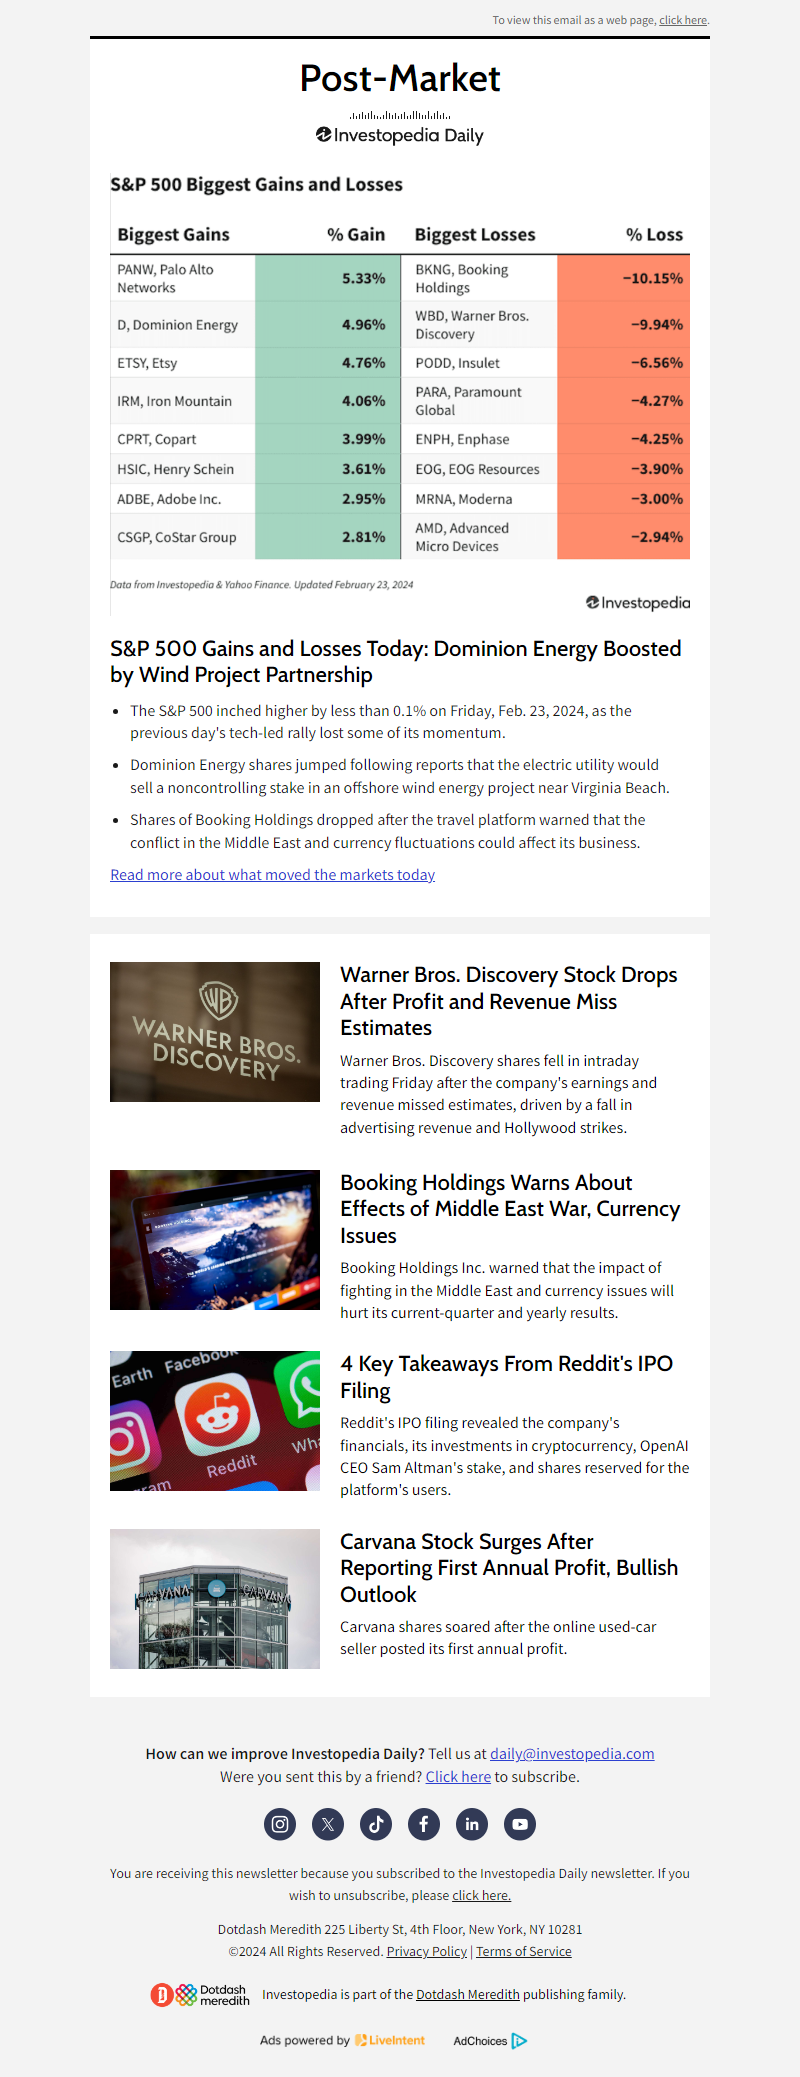 To view this email as a web page, click here.
Post-Market
Investopedia Daily
S&P 500 Biggest Gains and Losses
Biggest Gains % Gain Biggest Losses % Loss
PANW, Palo Alto Networks 5.33% BKNG, Booking Holdings −10.15%
D, Dominion Energy 4.96% WBD, Warner Bros. Discovery −9.94%
ETSY, Etsy 4.76% PODD, Insulet −6.56%
IRM, Iron Mountain 4.06% PARA, Paramount Global −4.27%
CPRT, Copart 3.99% ENPH, Enphase −4.25%
HSIC, Henry Schein 3.61% EOG, EOG Resources −3.90%
ADBE, Adobe Inc. 2.95% MRNA, Moderna −3.00%
CSGP, CoStar Group 2.81% AMD, Advanced Micro Devices −2.94%
Data from Investopedia & Yahoo Finance. Updated February 23, 2024
Investopedia
S&P 500 Gains and Losses Today: Dominion Energy Boosted
by Wind Project Partnership
• The S&P 500 inched higher by less than 0.1% on Friday, Feb. 23, 2024, as the
previous day's tech-led rally lost some of its momentum.
• Dominion Energy shares jumped following reports that the electric utility would
sell a noncontrolling stake in an offshore wind energy project near Virginia Beach.
• Shares of Booking Holdings dropped after the travel platform warned that the
conflict in the Middle East and currency fluctuations could affect its business.
Read more about what moved the markets today
WB
WARNER BROS.
DISCOVERY
Warner Bros. Discovery Stock Drops
After Profit and Revenue Miss
Estimates
Warner Bros. Discovery shares fell in intraday
trading Friday after the company's earnings and
revenue missed estimates, driven by a fall in
advertising revenue and Hollywood strikes.
Booking Holdings Warns About
Effects of Middle East War, Currency
Issues
Booking Holdings Inc. warned that the impact of
fighting in the Middle East and currency issues will
hurt its current-quarter and yearly results.
Earth Facebook
gram Reddit Wha
4 Key Takeaways From Reddit's IPO
Filing
Reddit's IPO filing revealed the company's
financials, its investments in cryptocurrency, OpenAI
CEO Sam Altman's stake, and shares reserved for the
platform's users.
CARVANA CARVANA
Carvana Stock Surges After
Reporting First Annual Profit, Bullish
Outlook
Carvana shares soared after the online used-car
seller posted its first annual profit.
How can we improve Investopedia Daily? Tell us at daily@investopedia.com
Were you sent this by a friend? Click here to subscribe.
You are receiving this newsletter because you subscribed to the Investopedia Daily newsletter. If you
wish to unsubscribe, please click here.
Dotdash Meredith 225 Liberty St, 4th Floor, New York, NY 10281
©2024 All Rights Reserved. Privacy Policy | Terms of Service
Dotdash
meredith
Investopedia is part of the Dotdash Meredith publishing family.
Ads powered by LiveIntent AdChoices